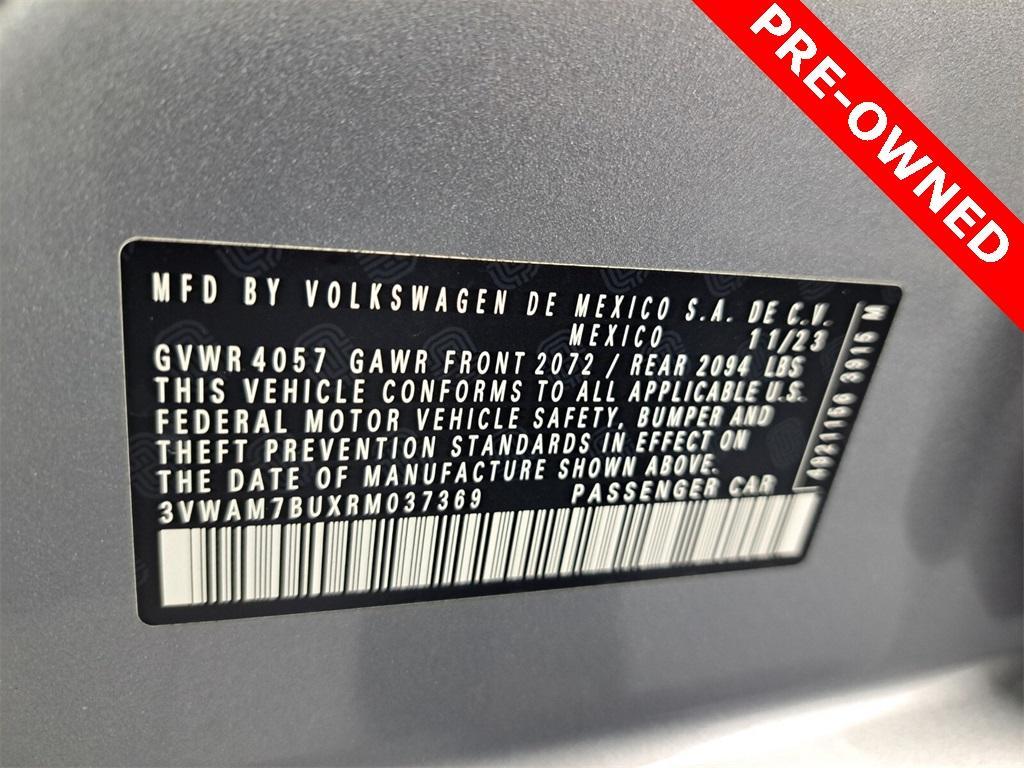 PRE-OWNED
MFD BY VOLKSWAGEN DE MEXICO S.A. DE C.V.
MEXICO 11/23
GVWR 4057 GAWR FRONT 2072 / REAR 2094 LBS
THIS VEHICLE CONFORMS TO ALL APPLICABLE U.S.
FEDERAL MOTOR VEHICLE SAFETY, BUMPER AND
THEFT PREVENTION STANDARDS IN EFFECT ON
THE DATE OF MANUFACTURE SHOWN ABOVE.
3VWAM7BUXRM037369 PASSENGER CAR